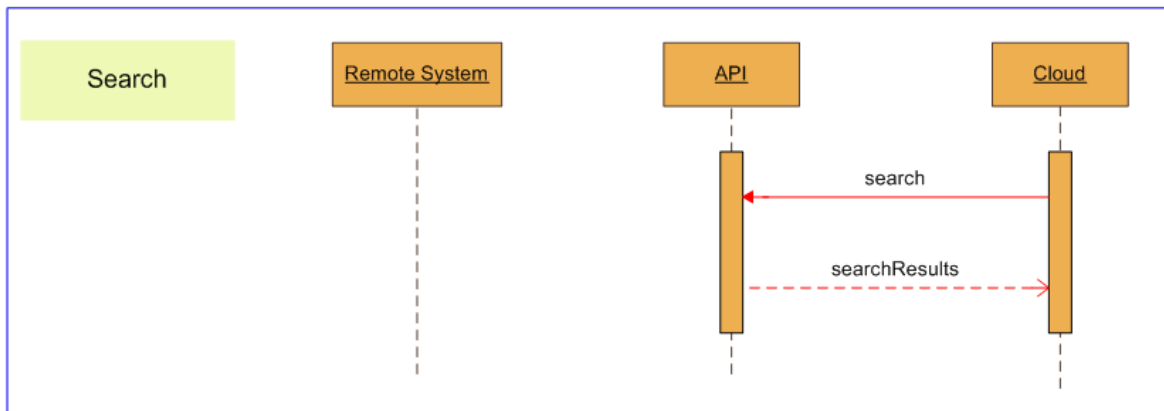 Search
Remote System
API
Cloud
search
searchResults